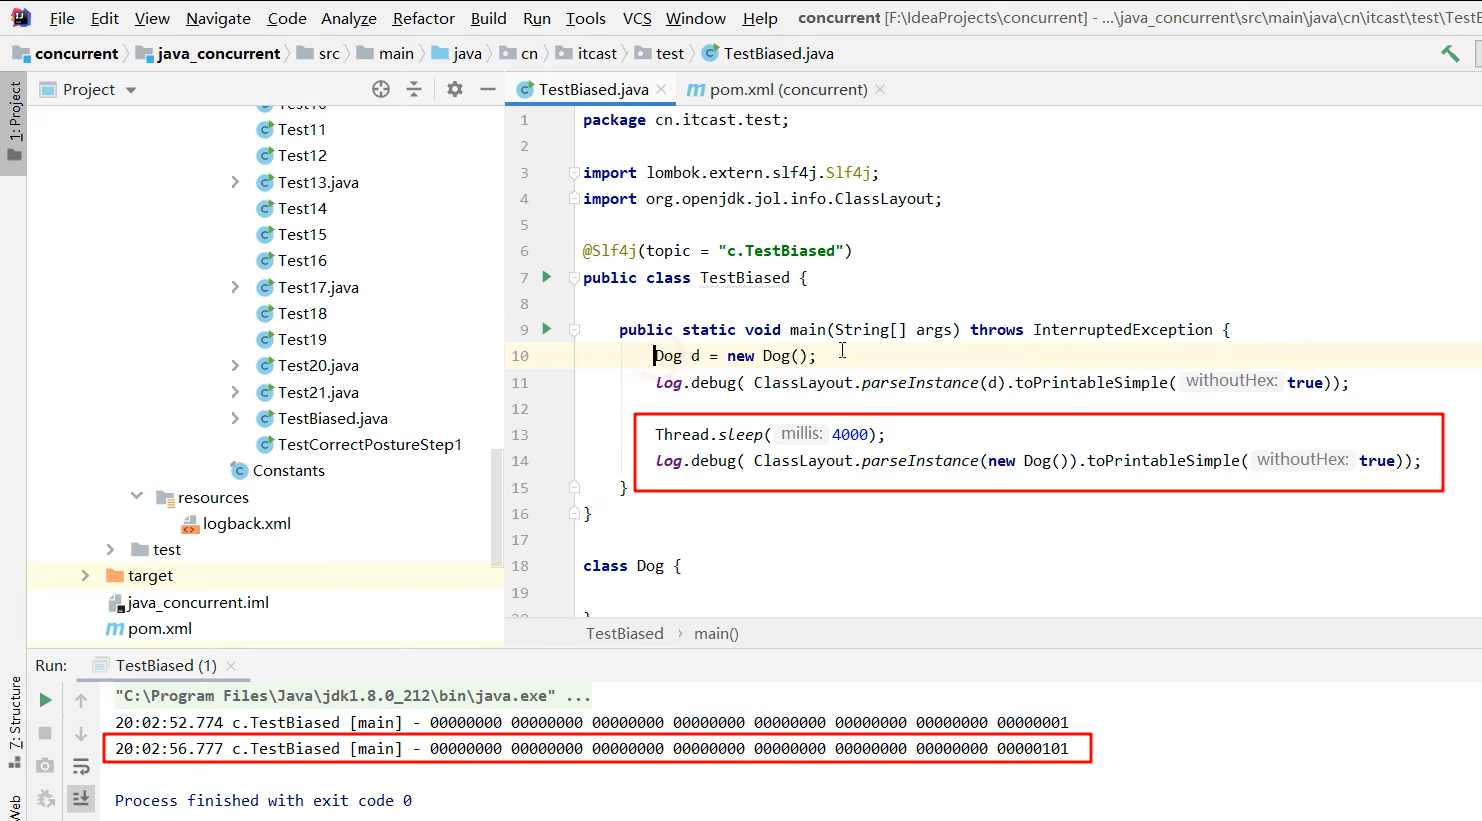 File Edit View Navigate Code Analyze Refactor Build Run Tools VCS Window Help concurrent [F:\IdeaProjects\concurrent] - ...\java_concurrent\src\main\java\cn\itcast\test\TestB
concurrent java_concurrent src main java cn itcast test TestBiased.java
1: Project
Project
TestBiased.java
pom.xml (concurrent)
Test11
Test12
Test13.java
Test14
Test15
Test16
Test17.java
Test18
Test19
Test20.java
Test21.java
TestBiased.java
TestCorrectPostureStep1
Constants
resources
logback.xml
test
target
java_concurrent.iml
pom.xml
1 package cn.itcast.test;
2
3 import lombok.extern.slf4j.Slf4j;
4 import org.openjdk.jol.info.ClassLayout;
5
6 @Slf4j(topic = "c.TestBiased")
7 public class TestBiased {
8
9 public static void main(String[] args) throws InterruptedException {
10 Dog d = new Dog();
11 log.debug( ClassLayout.parseInstance(d).toPrintableSimple( withoutHex: true));
12
13 Thread.sleep( millis: 4000);
14 log.debug( ClassLayout.parseInstance(new Dog()).toPrintableSimple( withoutHex: true));
15 }
16 }
17
18 class Dog {
19
TestBiased › main()
Run: TestBiased (1)
7: Structure
Web
"C:\Program Files\Java\jdk1.8.0_212\bin\java.exe" ...
20:02:52.774 c.TestBiased [main] - 00000000 00000000 00000000 00000000 00000000 00000000 00000000 00000001
20:02:56.777 c.TestBiased [main] - 00000000 00000000 00000000 00000000 00000000 00000000 00000000 00000101
Process finished with exit code 0